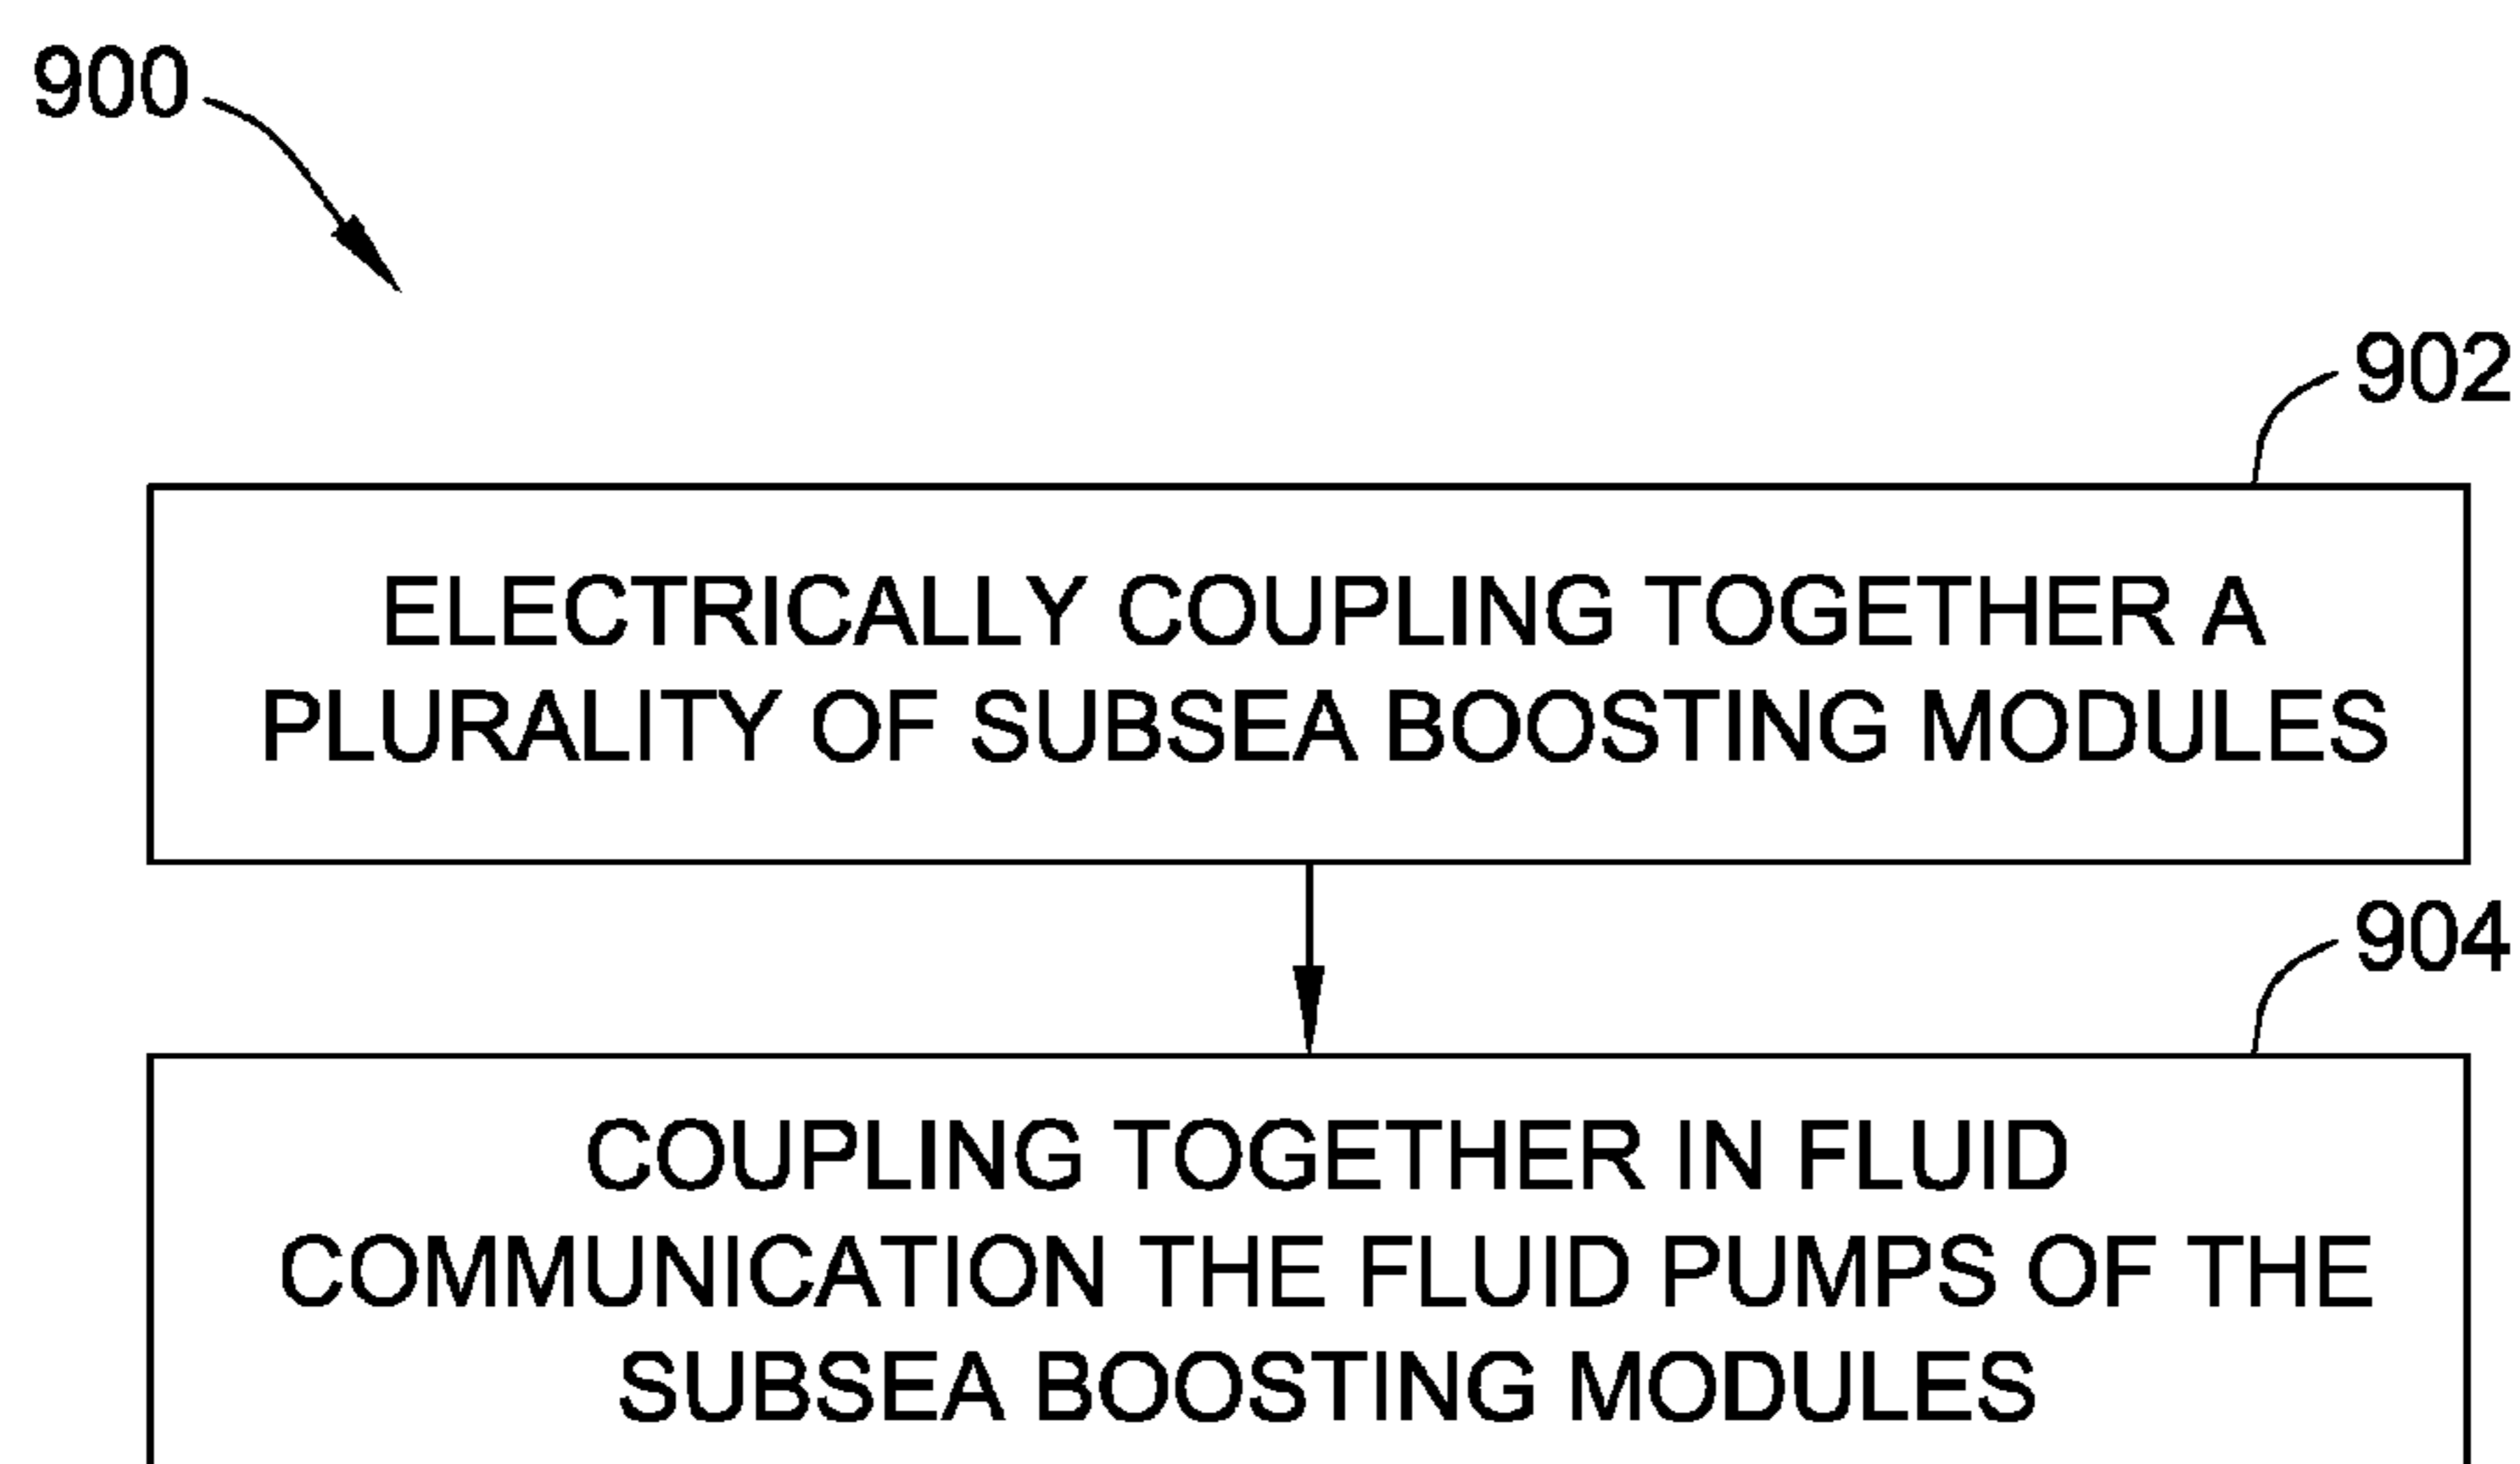 900
902
ELECTRICALLY COUPLING TOGETHER A
PLURALITY OF SUBSEA BOOSTING MODULES
904
COUPLING TOGETHER IN FLUID
COMMUNICATION THE FLUID PUMPS OF THE
SUBSEA BOOSTING MODULES